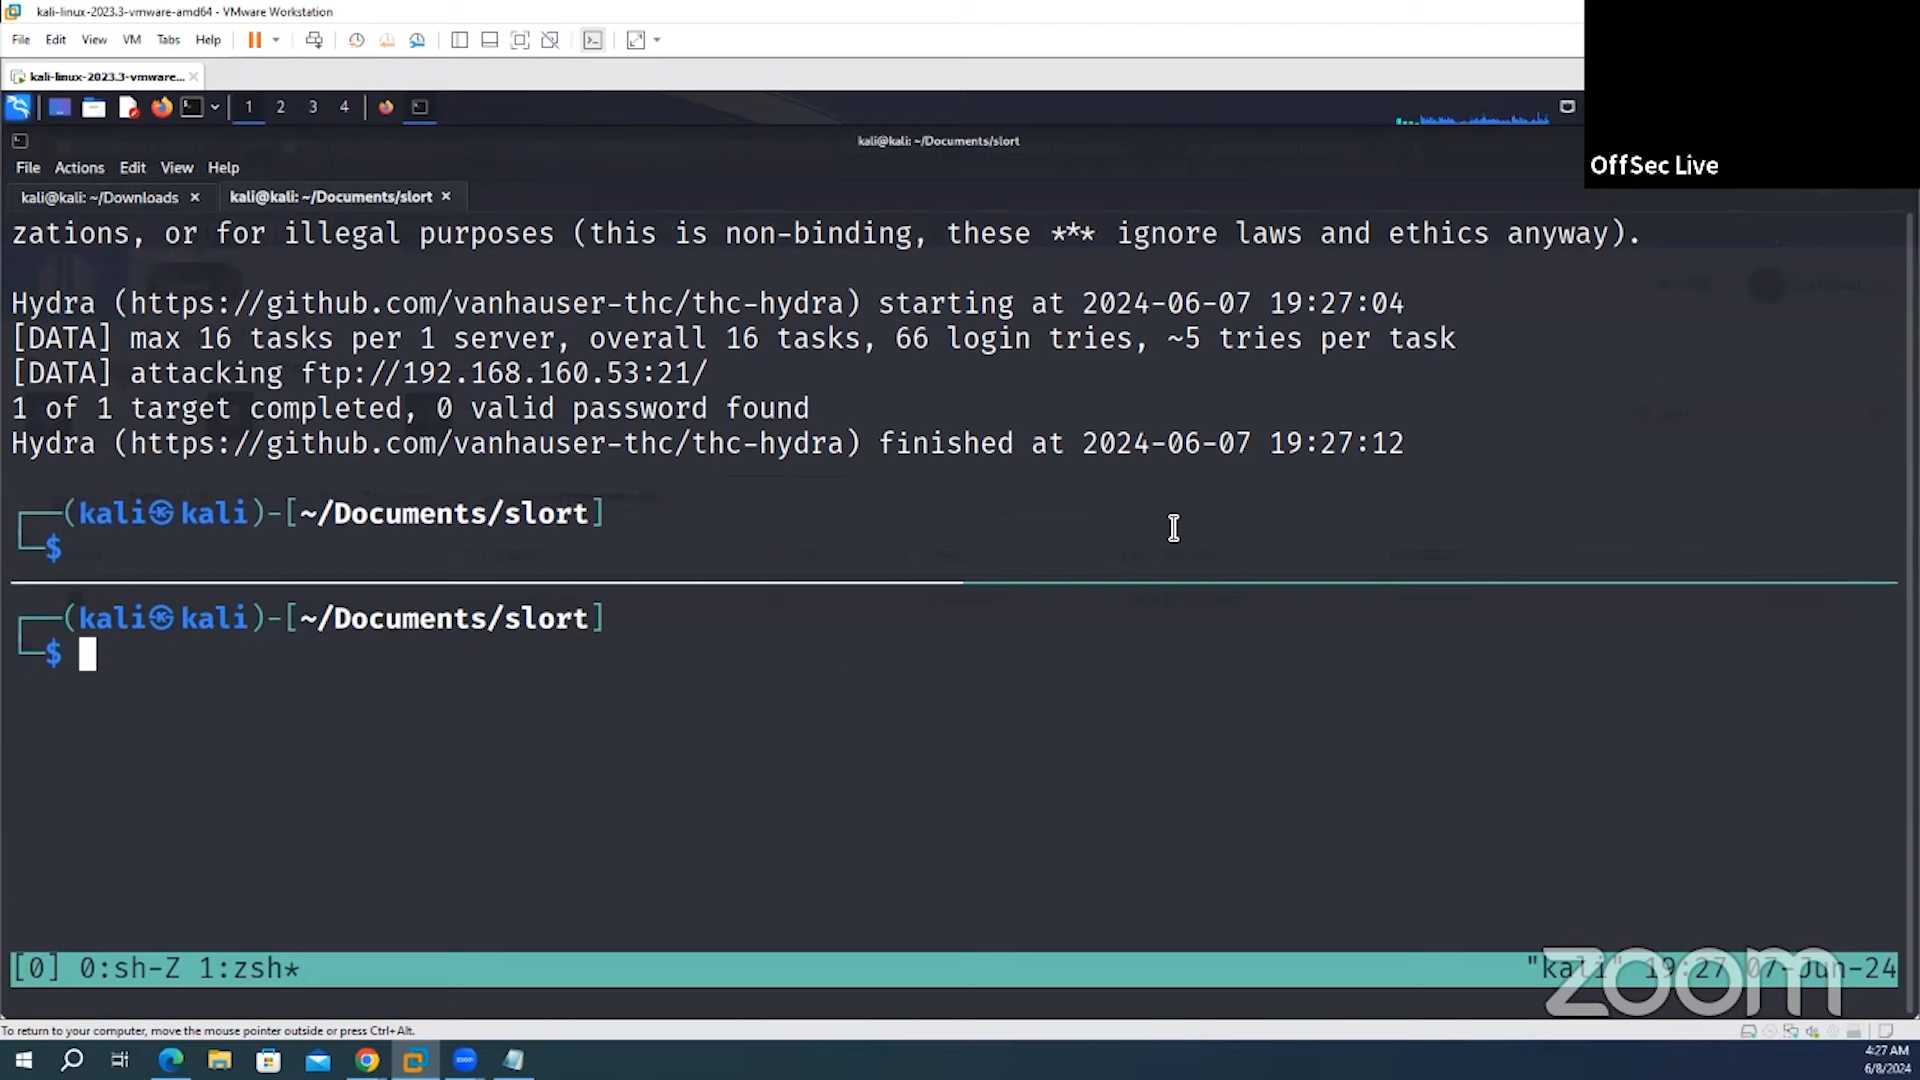 kali-linux-2023.3-vmware-amd64 - VMware Workstation
File Edit View VM Tabs Help
kali-linux-2023.3-vmware...
1 2 3 4
kali@kali: ~/Documents/slort
File Actions Edit View Help
OffSec Live
kali@kali: ~/Downloads × kali@kali: ~/Documents/slort ×
zations, or for illegal purposes (this is non-binding, these *** ignore laws and ethics anyway).
Hydra (https://github.com/vanhauser-thc/thc-hydra) starting at 2024-06-07 19:27:04
[DATA] max 16 tasks per 1 server, overall 16 tasks, 66 login tries, ~5 tries per task
[DATA] attacking ftp://192.168.160.53:21/
1 of 1 target completed, 0 valid password found
Hydra (https://github.com/vanhauser-thc/thc-hydra) finished at 2024-06-07 19:27:12
┌──(kali㉿kali)-[~/Documents/slort]
└─$
┌──(kali㉿kali)-[~/Documents/slort]
└─$
[0] 0:sh-Z 1:zsh* "kali" 19:27 07-Jun-24
zoom
To return to your computer, move the mouse pointer outside or press Ctrl+Alt.
zoom
4:27 AM
6/8/2024